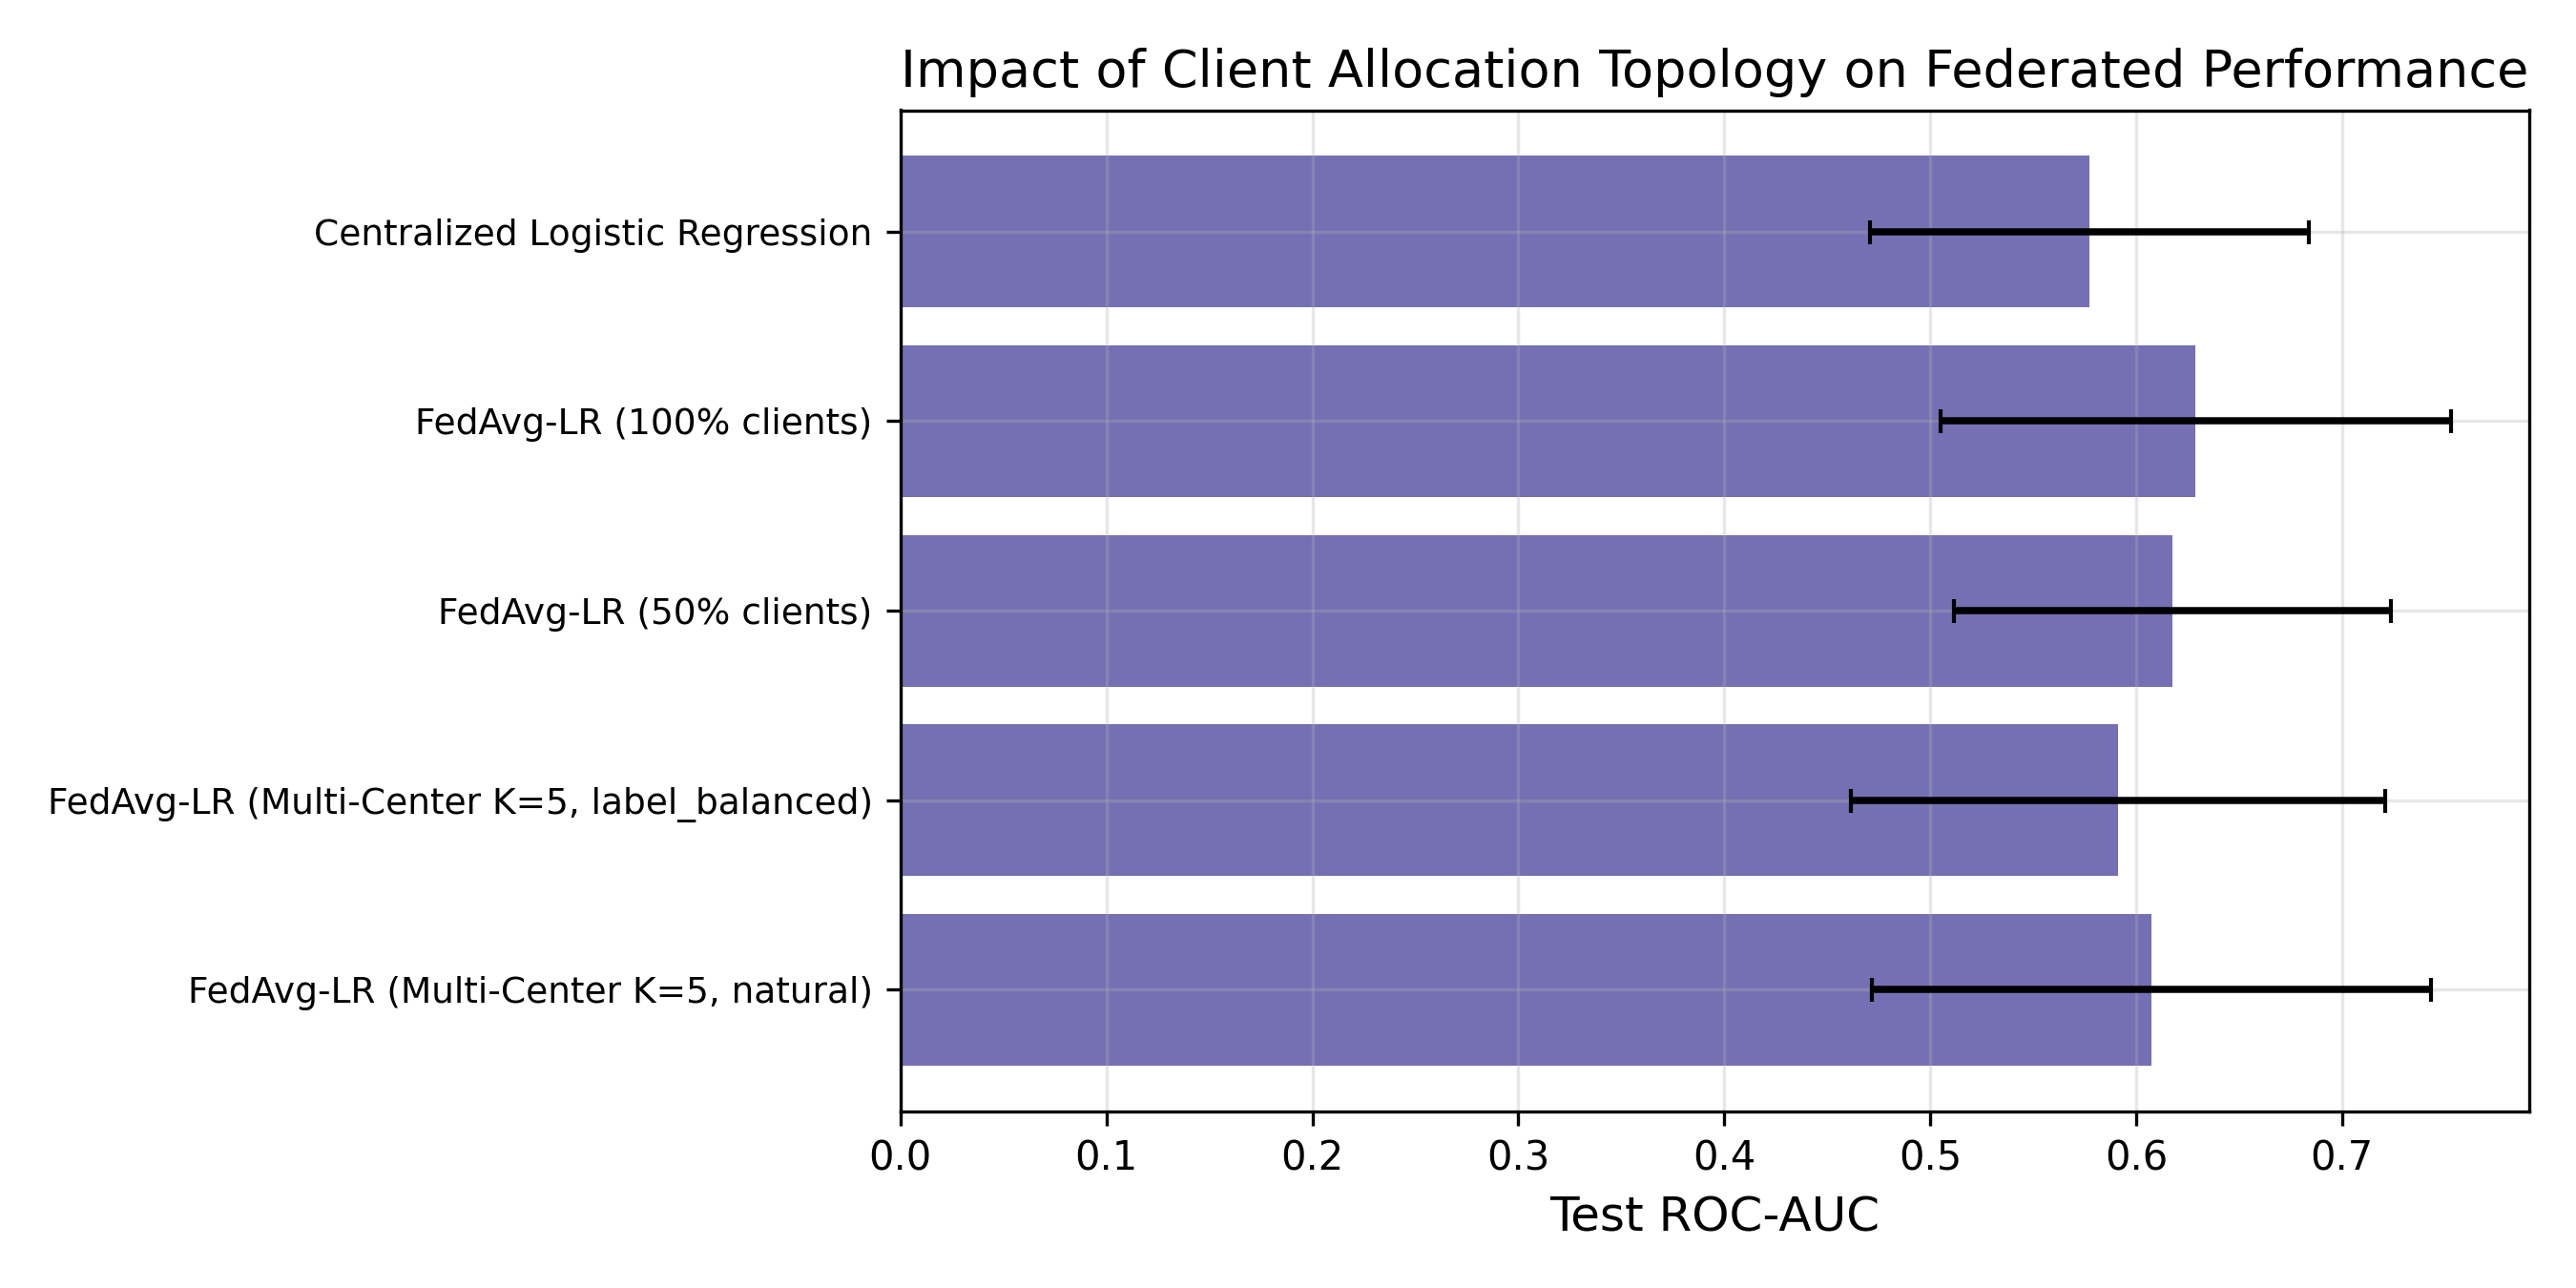 Impact of Client Allocation Topology on Federated Performance
Centralized Logistic Regression
FedAvg-LR (100% clients)
FedAvg-LR (50% clients)
FedAvg-LR (Multi-Center K=5, label_balanced)
FedAvg-LR (Multi-Center K=5, natural)
0.0 0.1 0.2 0.3 0.4 0.5 0.6 0.7
Test ROC-AUC